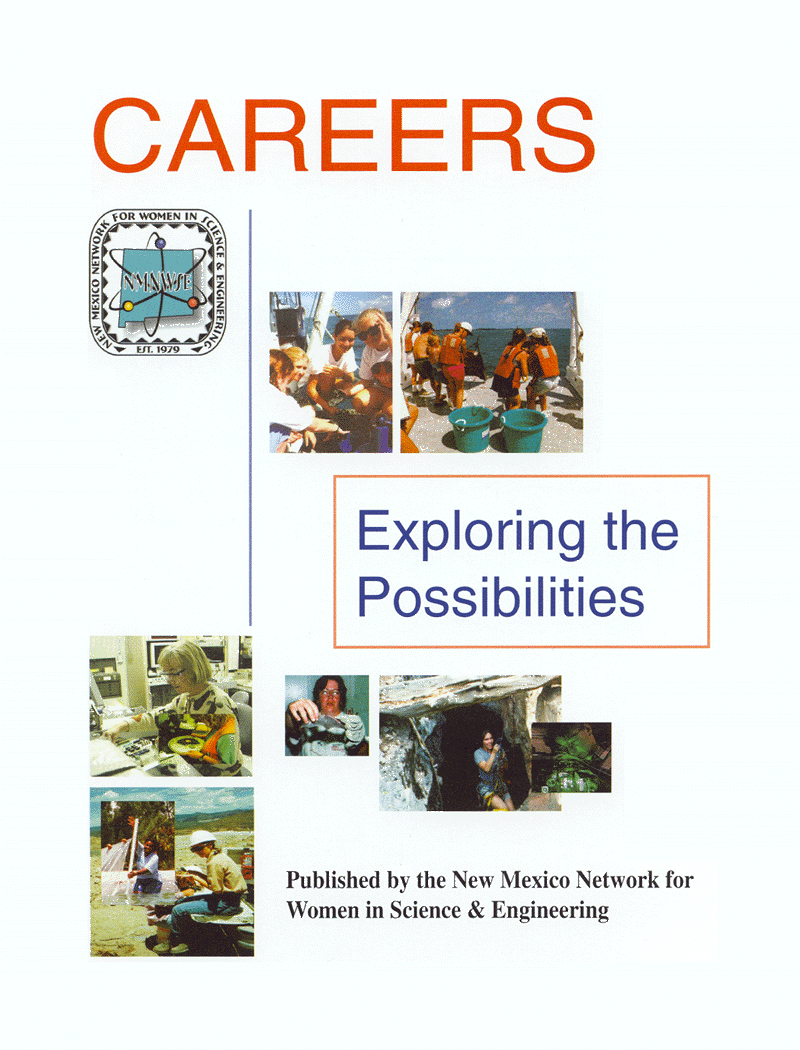 CAREERS
NEW MEXICO NETWORK FOR WOMEN IN SCIENCE & ENGINEERING
NMNWSE
EST. 1979
Exploring the
Possibilities
Published by the New Mexico Network for
Women in Science & Engineering